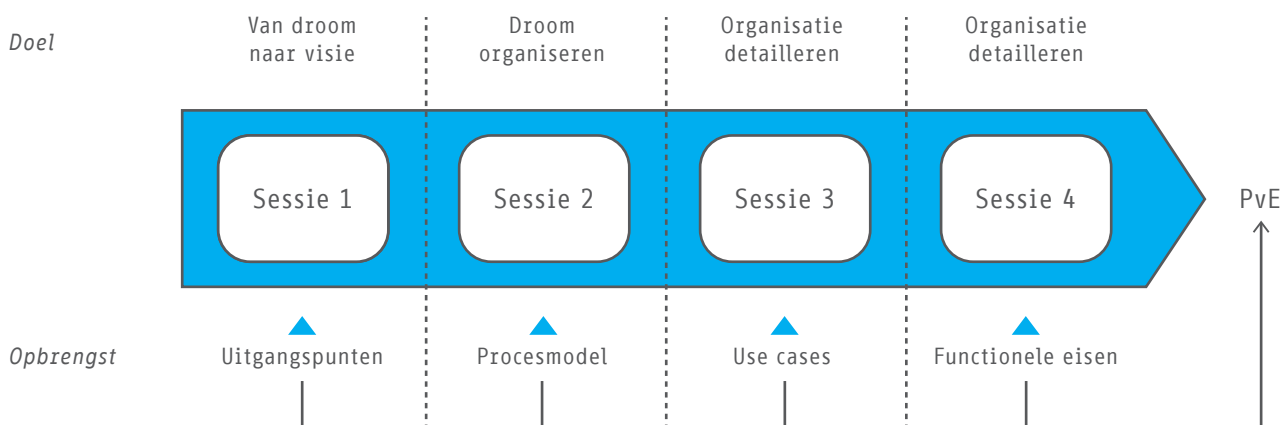 Doel
Van droom
naar visie
Droom
organiseren
Organisatie
detailleren
Organisatie
detailleren
Sessie 1
Sessie 2
Sessie 3
Sessie 4
PvE
Opbrengst
Uitgangspunten
Procesmodel
Use cases
Functionele eisen